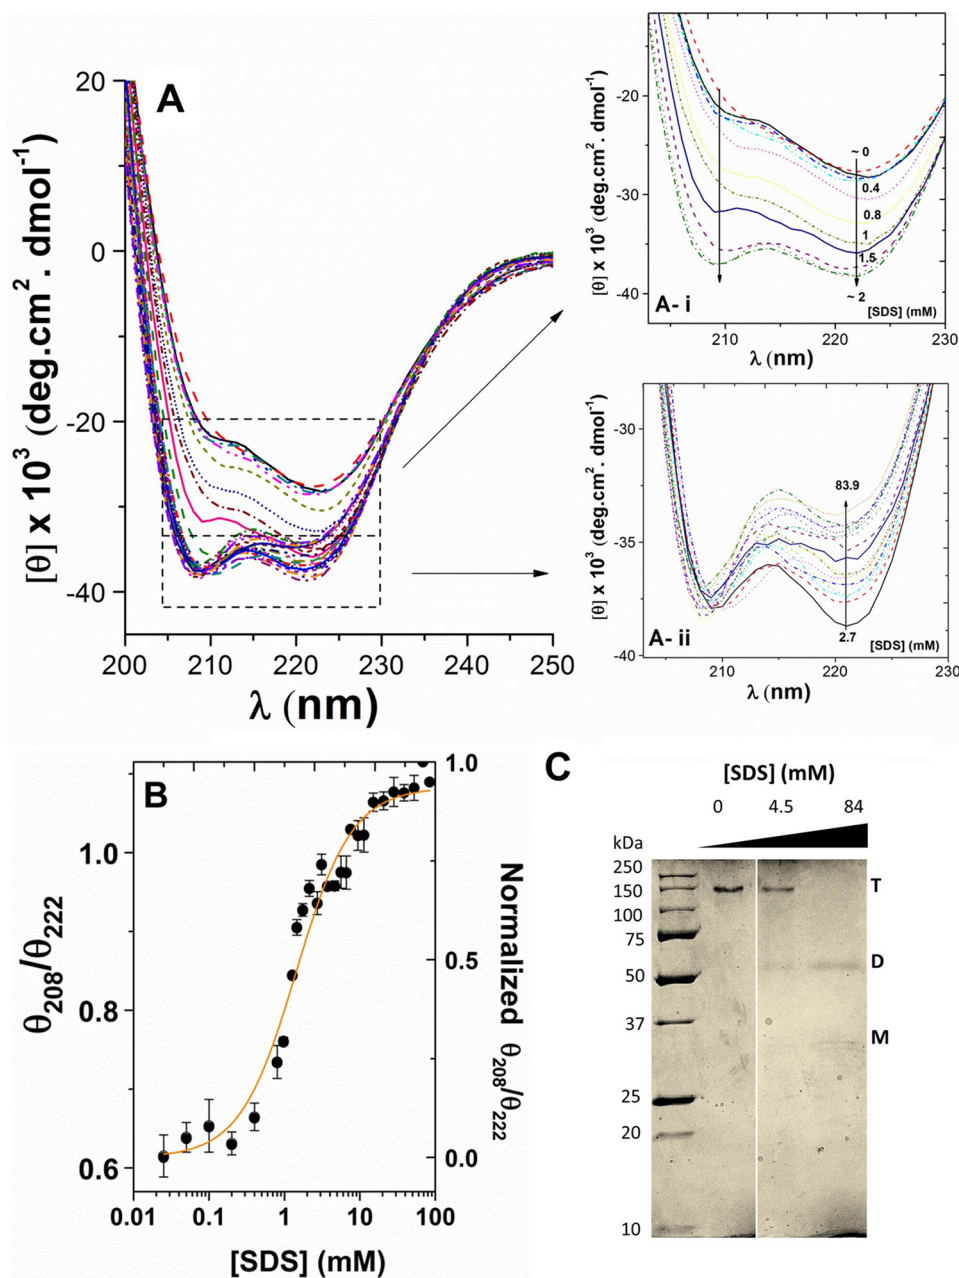 A
[θ] x 10³ (deg.cm². dmol⁻¹)
20
0
-20
-40
200 210 220 230 240 250
λ (nm)
[θ] x 10³ (deg.cm². dmol⁻¹)
-20
-30
-40
~ 0
0.4
0.8
1
1.5
~ 2
[SDS] (mM)
A- i
210 220 230
λ (nm)
[θ] x 10³ (deg.cm². dmol⁻¹)
-30
-35
-40
83.9
2.7
[SDS] (mM)
A- ii
210 220 230
λ (nm)
B
θ₂₀₈/θ₂₂₂
1.0
0.8
0.6
1.0
0.5
0.0
Normalized θ₂₀₈/θ₂₂₂
0.01 0.1 1 10 100
[SDS] (mM)
C
[SDS] (mM)
0 4.5 84
kDa
250
150
100
75
50
37
25
20
10
T
D
M